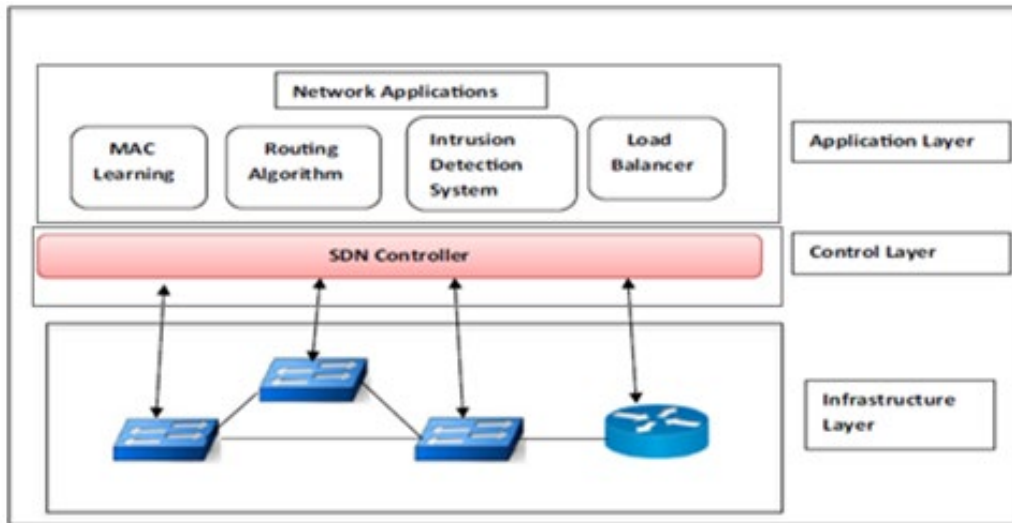 Network Applications
MAC
Learning
Routing
Algorithm
Intrusion
Detection
System
Load
Balancer
Application Layer
SDN Controller
Control Layer
Infrastructure
Layer